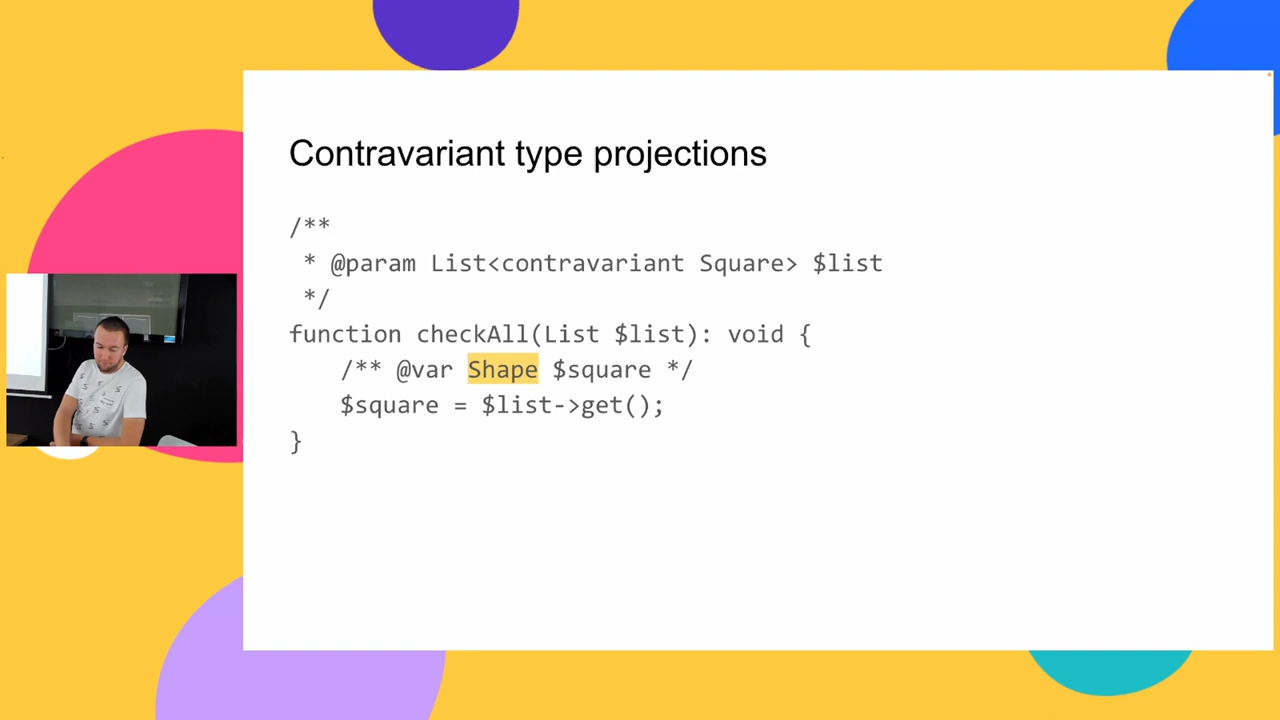 Contravariant type projections
/**
 * @param List<contravariant Square> $list
 */
function checkAll(List $list): void {
    /** @var Shape $square */
    $square = $list->get();
}